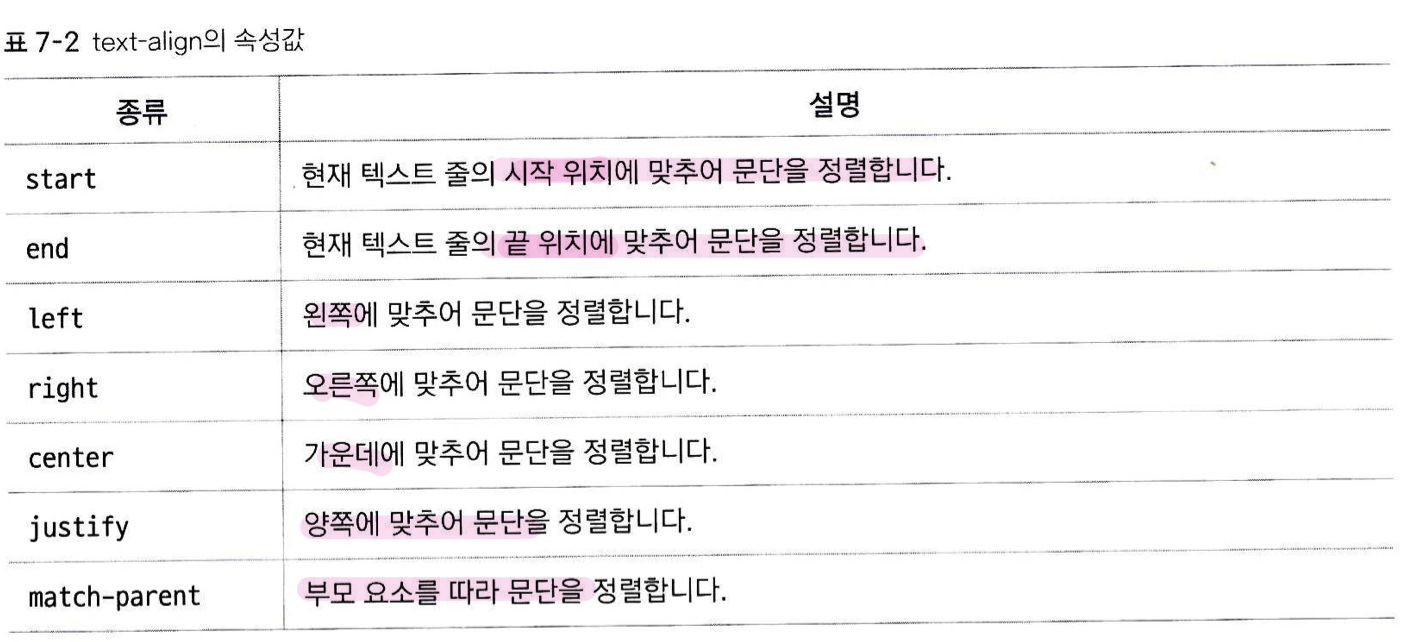 표 7-2 text-align의 속성값
종류 설명
start 현재 텍스트 줄의 시작 위치에 맞추어 문단을 정렬합니다.
end 현재 텍스트 줄의 끝 위치에 맞추어 문단을 정렬합니다.
left 왼쪽에 맞추어 문단을 정렬합니다.
right 오른쪽에 맞추어 문단을 정렬합니다.
center 가운데에 맞추어 문단을 정렬합니다.
justify 양쪽에 맞추어 문단을 정렬합니다.
match-parent 부모 요소를 따라 문단을 정렬합니다.